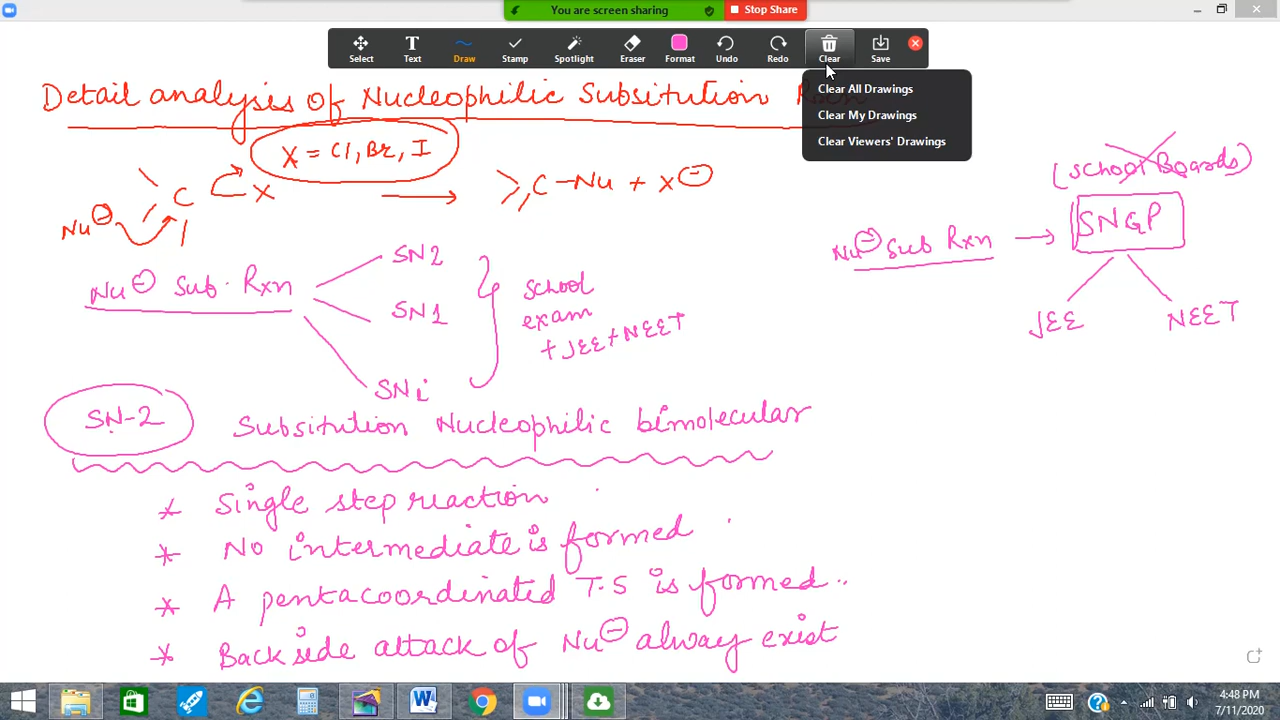 You are screen sharing
Stop Share
Select Text Draw Stamp Spotlight Eraser Format Undo Redo Clear Save
Clear All Drawings
Clear My Drawings
Clear Viewers' Drawings
Detail analysis of Nucleophilic Subsitution Rxn
X = Cl, Br, I
Nu⊖ C X → C-Nu + X⊖
Nu⊖ Sub. Rxn
SN2
SN1
SNi
school
exam
+ JEE + NEET
(School Boards)
Nu⊖ Sub Rxn → SNGP
JEE NEET
SN-2 Subsitution Nucleophilic bimolecular
* Single step reaction
* No intermediate is formed
* A pentacoordinated T.S is formed..
* Back side attack of Nu⊖ alway exist
4:48 PM
7/11/2020